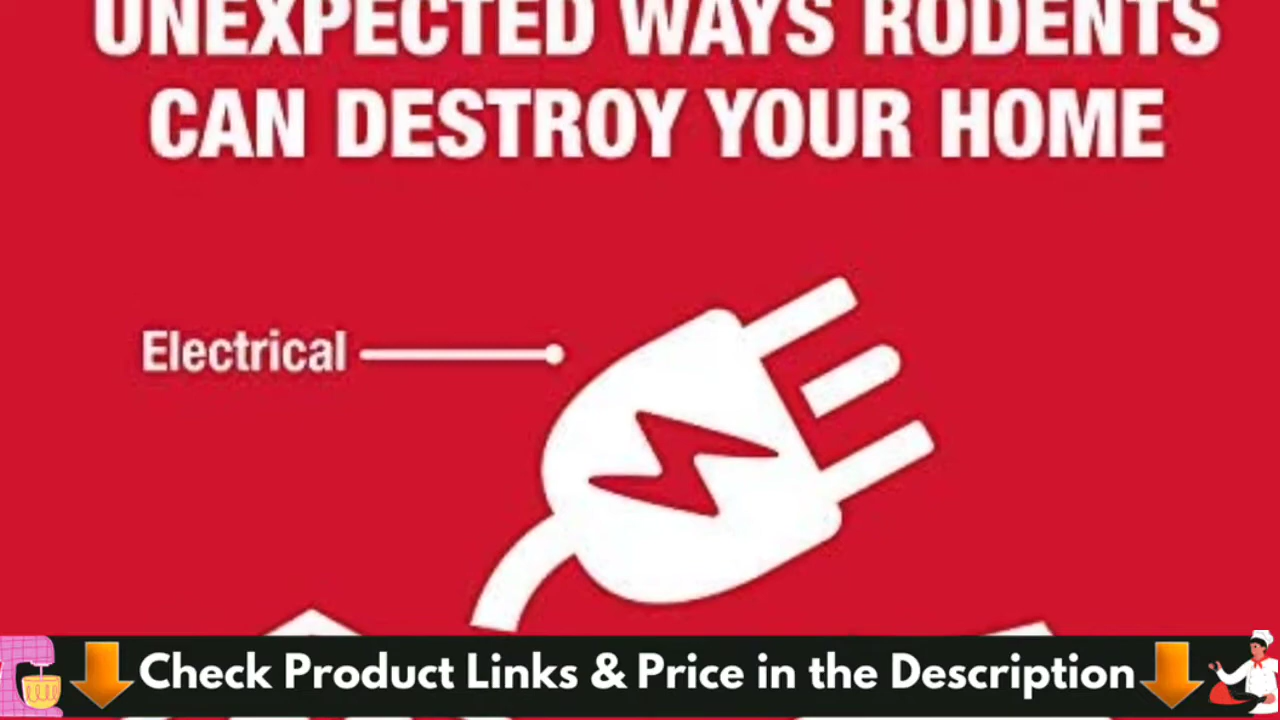 UNEXPECTED WAYS RODENTS
CAN DESTROY YOUR HOME
Electrical
Check Product Links & Price in the Description